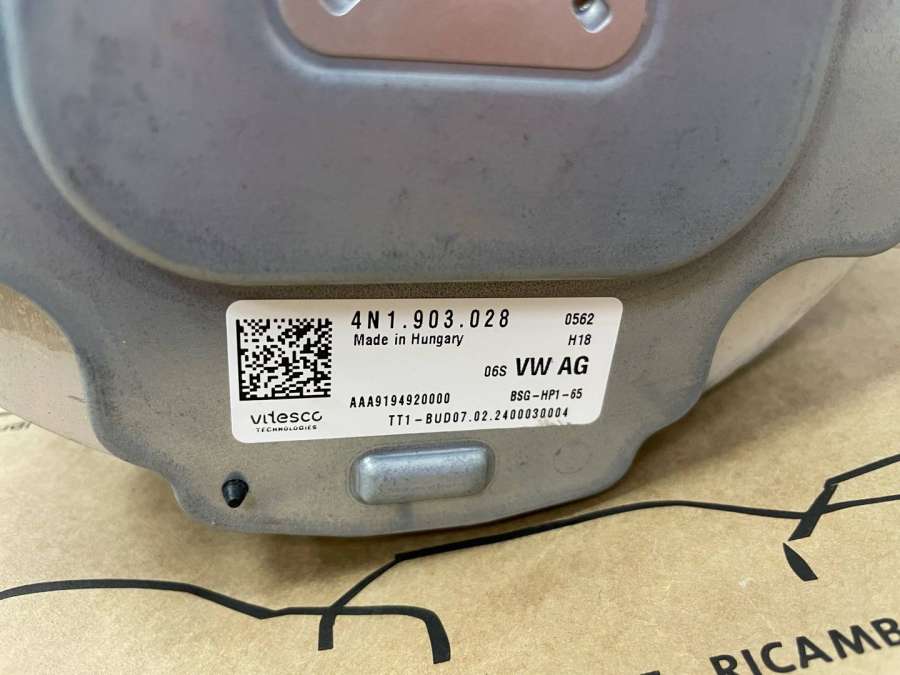 4N1.903.028
0562
Made in Hungary
H18
06S VW AG
AAA9194920000
BSG-HP1-65
vitesco
TECHNOLOGIES
TT1-BUD07.02.2400030004
RICAMB